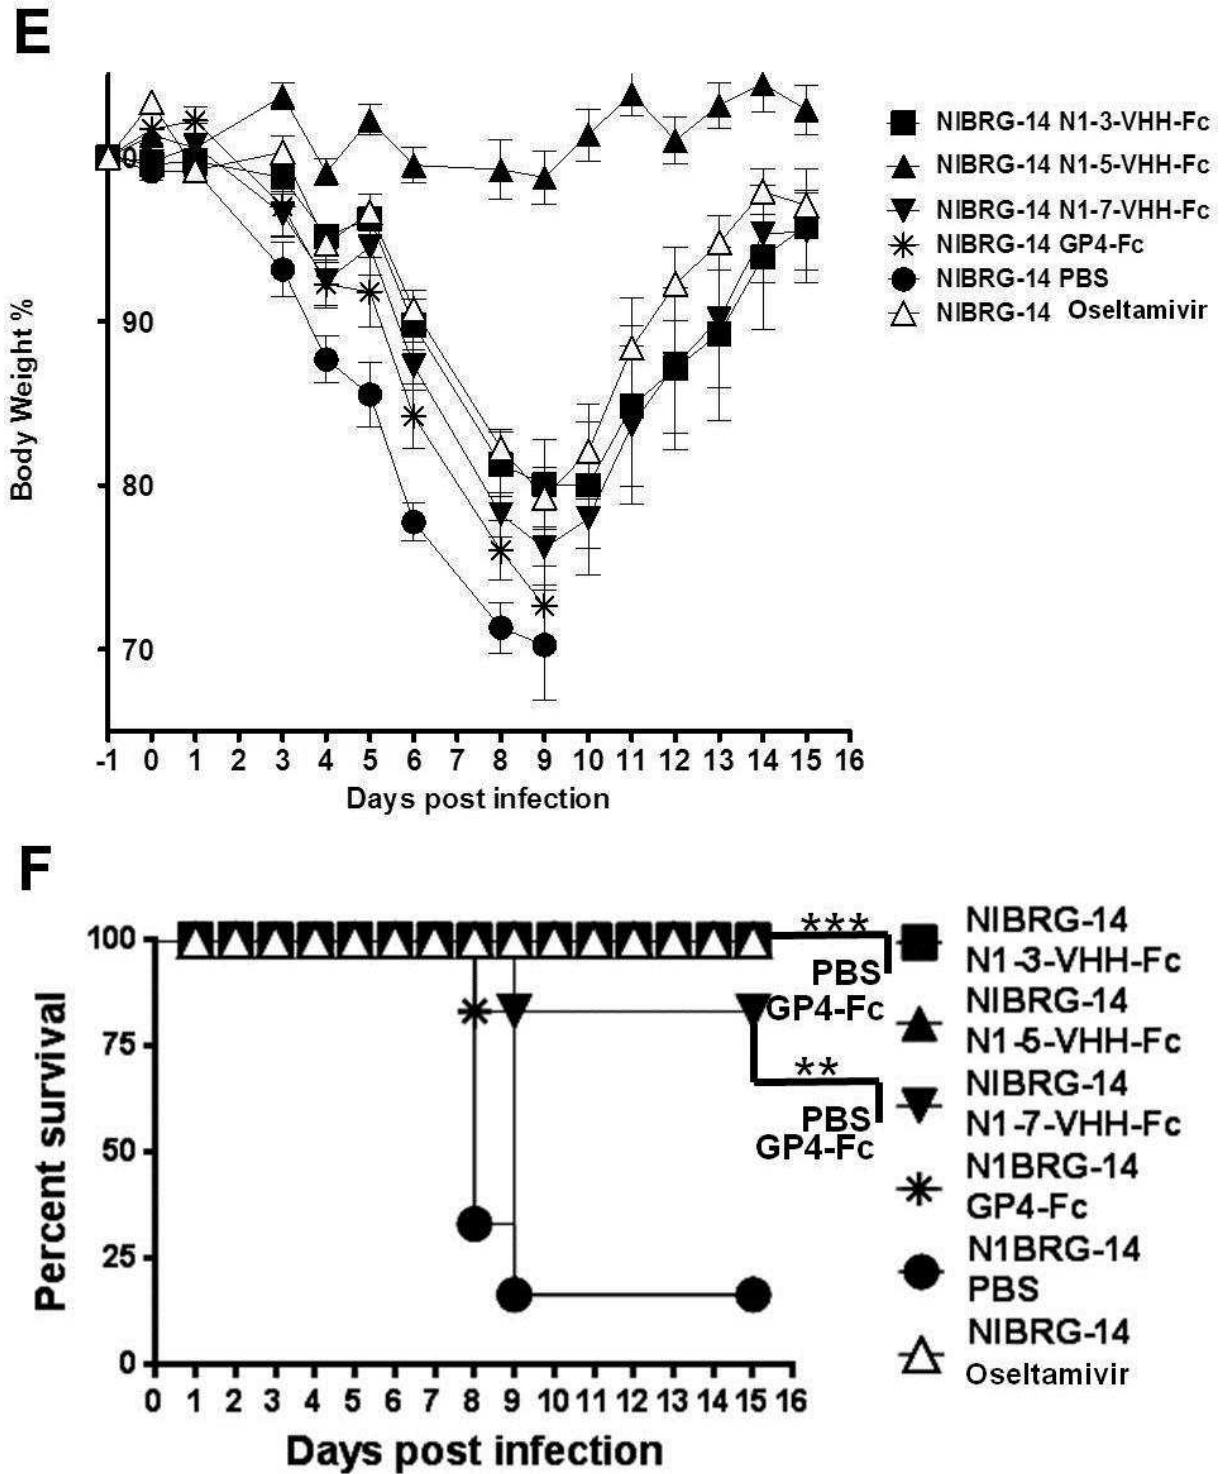 E
NIBRG-14 N1-3-VHH-Fc
NIBRG-14 N1-5-VHH-Fc
NIBRG-14 N1-7-VHH-Fc
NIBRG-14 GP4-Fc
NIBRG-14 PBS
NIBRG-14 Oseltamivir
0
90
80
70
Body Weight %
-1 0 1 2 3 4 5 6 7 8 9 10 11 12 13 14 15 16
Days post infection
F
100
75
50
25
0
Percent survival
***
PBS
GP4-Fc
**
PBS
GP4-Fc
NIBRG-14
N1-3-VHH-Fc
NIBRG-14
N1-5-VHH-Fc
NIBRG-14
N1-7-VHH-Fc
N1BRG-14
GP4-Fc
N1BRG-14
PBS
NIBRG-14
Oseltamivir
0 1 2 3 4 5 6 7 8 9 10 11 12 13 14 15 16
Days post infection